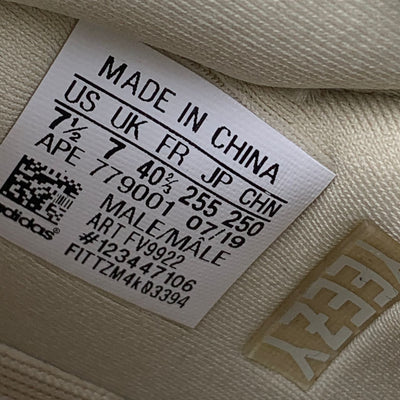 MADE IN CHINA
US UK FR JP CHN
7½ 7 40⅔ 255 250
APE 779001 07/19
MALE/MÂLE
ART FV9922
#123447106
FITTZM4K03394
adidas
YEEZY